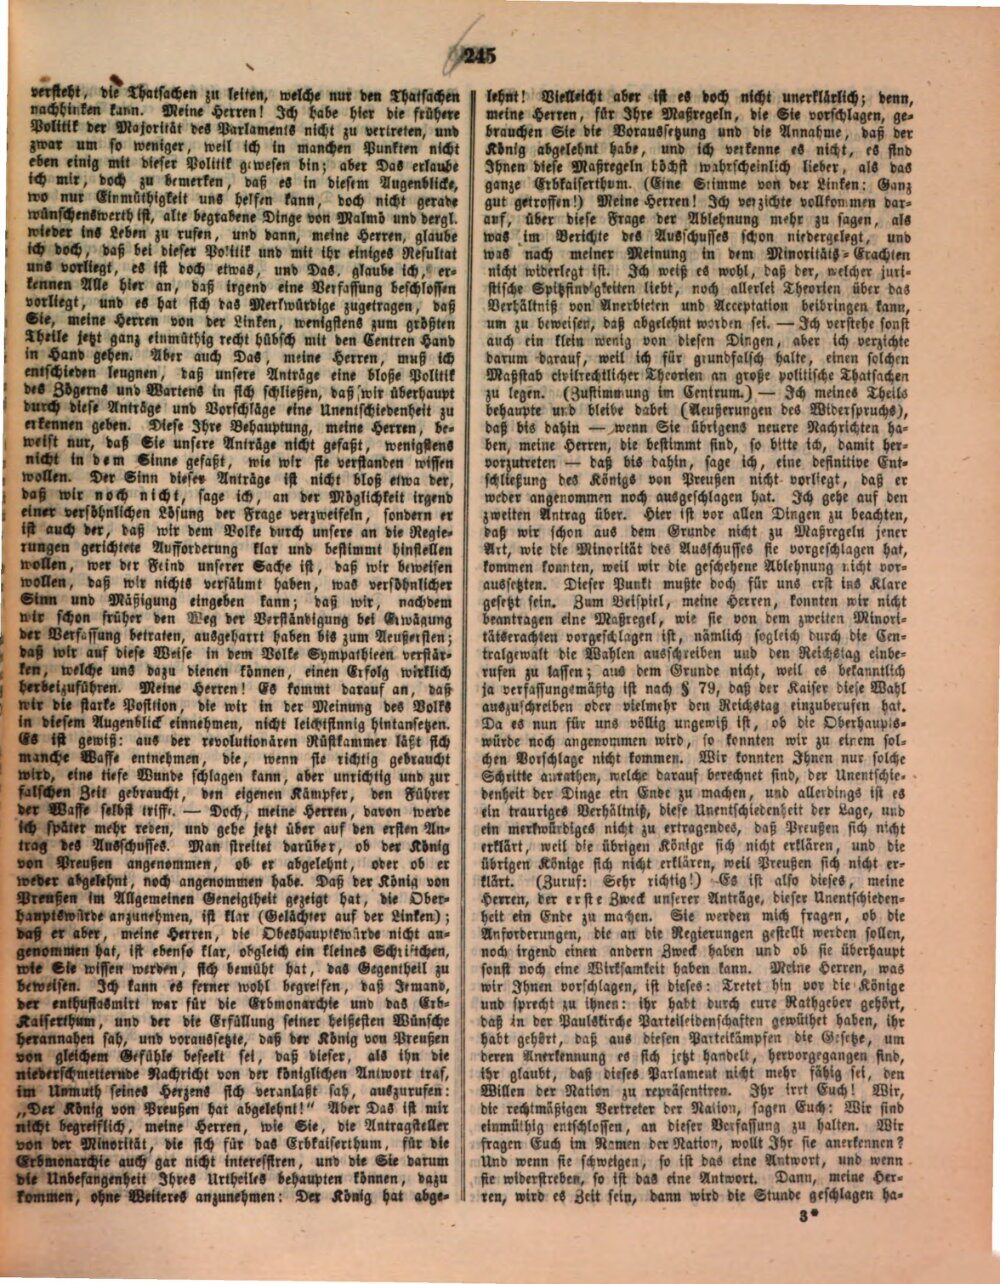 245
versteht, die Thatsachen zu leiten, welche nur den Thatsachen
nachhinken kann. Meine Herren! Ich habe hier die frühere
Politik der Majorität des Parlaments nicht zu vertreten, und
zwar um so weniger, weil ich in manchen Punkten nicht
eben einig mit dieser Politik gewesen bin; aber Das erlaube
ich mir, doch zu bemerken, daß es in diesem Augenblicke,
wo nur Einmüthigkeit uns helfen kann, doch nicht gerade
wünschenswerth ist, alte begrabene Dinge von Malmö und dergl.
wieder ins Leben zu rufen, und dann, meine Herren, glaube
ich doch, daß bei dieser Politik und mit ihr einiges Resultat
uns vorliegt, es ist doch etwas, und Das, glaube ich, er-
kennen Alle hier an, daß irgend eine Verfassung beschlossen
vorliegt, und es hat sich das Merkwürdige zugetragen, daß
Sie, meine Herren von der Linken, wenigstens zum größten
Theile jetzt ganz einmüthig recht hübsch mit den Centren Hand
in Hand gehen. Aber auch Das, meine Herren, muß ich
entschieden leugnen, daß unsere Anträge eine bloße Politik
des Zögerns und Wartens in sich schließen, daß wir überhaupt
durch diese Anträge und Vorschläge eine Unentschiedenheit zu
erkennen geben. Diese Ihre Behauptung, meine Herren, be-
weist nur, daß Sie unsere Anträge nicht gefaßt, wenigstens
nicht in dem Sinne gefaßt, wie wir sie verstanden wissen
wollen. Der Sinn dieser Anträge ist nicht bloß etwa der,
daß wir noch nicht, sage ich, an der Möglichkeit irgend
einer versöhnlichen Lösung der Frage verzweifeln, sondern er
ist auch der, daß wir dem Volke durch unsere an die Regie-
rungen gerichtete Aufforderung klar und bestimmt hinstellen
wollen, wer der Feind unserer Sache ist, daß wir beweisen
wollen, daß wir nichts versäumt haben, was versöhnlicher
Sinn und Mäßigung eingeben kann; daß wir, nachdem
wir schon früher den Weg der Verständigung bei Erwägung
der Verfassung betraten, ausgeharrt haben bis zum Aeußersten;
daß wir auf diese Weise in dem Volke Sympathieen verstär-
ken, welche uns dazu dienen können, einen Erfolg wirklich
herbeizuführen. Meine Herren! Es kommt darauf an, daß
wir die starke Position, die wir in der Meinung des Volks
in diesem Augenblick einnehmen, nicht leichtsinnig hintansetzen.
Es ist gewiß: aus der revolutionären Rüstkammer läßt sich
manche Waffe entnehmen, die, wenn sie richtig gebraucht
wird, eine tiefe Wunde schlagen kann, aber unrichtig und zur
falschen Zeit gebraucht, den eigenen Kämpfer, den Führer
der Waffe selbst trifft. — Doch, meine Herren, davon werde
ich später mehr reden, und gehe jetzt über auf den ersten An-
trag des Ausschusses. Man streitet darüber, ob der König
von Preußen angenommen, ob er abgelehnt, oder ob er
weder abgelehnt, noch angenommen habe. Daß der König von
Preußen im Allgemeinen Geneigtheit gezeigt hat, die Ober-
hauptswürde anzunehmen, ist klar (Gelächter auf der Linken);
daß er aber, meine Herren, die Obeshauptswürde nicht an-
genommen hat, ist ebenso klar, obgleich ein kleines Schriftchen,
wie Sie wissen werden, sich bemüht hat, das Gegentheil zu
beweisen. Ich kann es ferner wohl begreifen, daß Jemand,
der enthusiasmirt war für die Erbmonarchie und das Erb-
kaiserthum, und der die Erfüllung seiner heißesten Wünsche
herannahen sah, und voraussetzte, daß der König von Preußen
von gleichem Gefühle beseelt sei, daß dieser, als ihn die
niederschmetternde Nachricht von der königlichen Antwort traf,
im Unmuth seines Herzens sich veranlaßt sah, auszurufen:
„Der König von Preußen hat abgelehnt!“ Aber Das ist mir
nicht begreiflich, meine Herren, wie Sie, die Antragsteller
von der Minorität, die sich für das Erbkaiserthum, für die
Erbmonarchie auch gar nicht interessiren, und die Sie darum
die Unbefangenheit Ihres Urtheiles behaupten können, dazu
kommen, ohne Weiteres anzunehmen: Der König hat abge-
lehnt! Vielleicht aber ist es doch nicht unerklärlich; denn,
meine Herren, für Ihre Maßregeln, die Sie vorschlagen, ge-
brauchen Sie die Voraussetzung und die Annahme, daß der
König abgelehnt habe, und ich verkenne es nicht, es sind
Ihnen diese Maßregeln höchst wahrscheinlich lieber, als das
ganze Erbkaiserthum. (Eine Stimme von der Linken: Ganz
gut getroffen!) Meine Herren! Ich verzichte vollkommen dar-
auf, über diese Frage der Ablehnung mehr zu sagen, als
was im Berichte des Ausschusses schon niedergelegt, und
was nach meiner Meinung in dem Minoritäts-Erachten
nicht widerlegt ist. Ich weiß es wohl, daß der, welcher juri-
stische Spitzfindigkeiten liebt, noch allerlei Theorien über das
Verhältniß von Anerbieten und Acceptation beibringen kann,
um zu beweisen, daß abgelehnt worden sei. — Ich verstehe sonst
auch ein klein wenig von diesen Dingen, aber ich verzichte
darum darauf, weil ich für grundfalsch halte, einen solchen
Maßstab civilrechtlicher Theorien an große politische Thatsachen
zu legen. (Zustimmung im Centrum.) — Ich meines Theils
behaupte und bleibe dabei (Aeußerungen des Widerspruchs),
daß bis dahin — wenn Sie übrigens neuere Nachrichten ha-
ben, meine Herren, die bestimmt sind, so bitte ich, damit her-
vorzutreten — daß bis dahin, sage ich, eine definitive Ent-
schließung des Königs von Preußen nicht vorliegt, daß er
weder angenommen noch ausgeschlagen hat. Ich gehe auf den
zweiten Antrag über. Hier ist vor allen Dingen zu beachten,
daß wir schon aus dem Grunde nicht zu Maßregeln jener
Art, wie die Minorität des Ausschusses sie vorgeschlagen hat,
kommen konnten, weil wir die geschehene Ablehnung nicht vor-
aussetzten. Dieser Punkt mußte doch für uns erst ins Klare
gesetzt sein. Zum Beispiel, meine Herren, konnten wir nicht
beantragen eine Maßregel, wie sie von dem zweiten Minori-
tätserachten vorgeschlagen ist, nämlich sogleich durch die Cen-
tralgewalt die Wahlen ausschreiben und den Reichstag einbe-
rufen zu lassen; aus dem Grunde nicht, weil es bekanntlich
ja verfassungsmäßig ist nach § 79, daß der Kaiser diese Wahl
auszuschreiben oder vielmehr den Reichstag einzuberufen hat.
Da es nun für uns völlig ungewiß ist, ob die Oberhaupts-
würde noch angenommen wird, so konnten wir zu einem sol-
chen Vorschlage nicht kommen. Wir konnten Ihnen nur solche
Schritte anrathen, welche darauf berechnet sind, der Unentschie-
denheit der Dinge ein Ende zu machen, und allerdings ist es
ein trauriges Verhältniß, diese Unentschiedenheit der Lage, und
ein merkwürdiges nicht zu ertragendes, daß Preußen sich nicht
erklärt, weil die übrigen Könige sich nicht erklären, und die
übrigen Könige sich nicht erklären, weil Preußen sich nicht er-
klärt. (Zuruf: Sehr richtig!) Es ist also dieses, meine
Herren, der erste Zweck unserer Anträge, dieser Unentschieden-
heit ein Ende zu machen. Sie werden mich fragen, ob die
Anforderungen, die an die Regierungen gestellt werden sollen,
noch irgend einen andern Zweck haben und ob sie überhaupt
sonst noch eine Wirksamkeit haben kann. Meine Herren, was
wir Ihnen vorschlagen, ist dieses: Tretet hin vor die Könige
und sprecht zu ihnen: ihr habt durch eure Rathgeber gehört,
daß in der Paulskirche Parteileidenschaften gewüthet haben, ihr
habt gehört, daß aus diesen Parteikämpfen die Gesetze, um
deren Anerkennung es sich jetzt handelt, hervorgegangen sind,
ihr glaubt, daß dieses Parlament nicht mehr fähig sei, den
Willen der Nation zu repräsentiren. Ihr irrt Euch! Wir,
die rechtmäßigen Vertreter der Nation, sagen Euch: Wir sind
einmüthig entschlossen, an dieser Verfassung zu halten. Wir
fragen Euch im Namen der Nation, wollt Ihr sie anerkennen?
Und wenn sie schweigen, so ist das eine Antwort, und wenn
sie widerstreben, so ist das eine Antwort. Dann, meine Her-
ren, wird es Zeit sein, dann wird die Stunde geschlagen ha-
3*